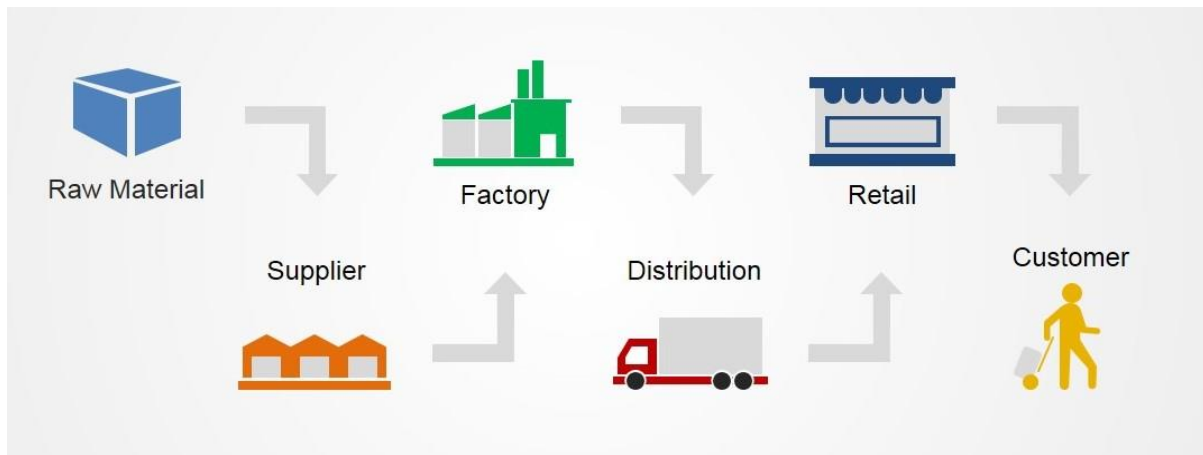 Raw Material
Supplier
Factory
Distribution
Retail
Customer